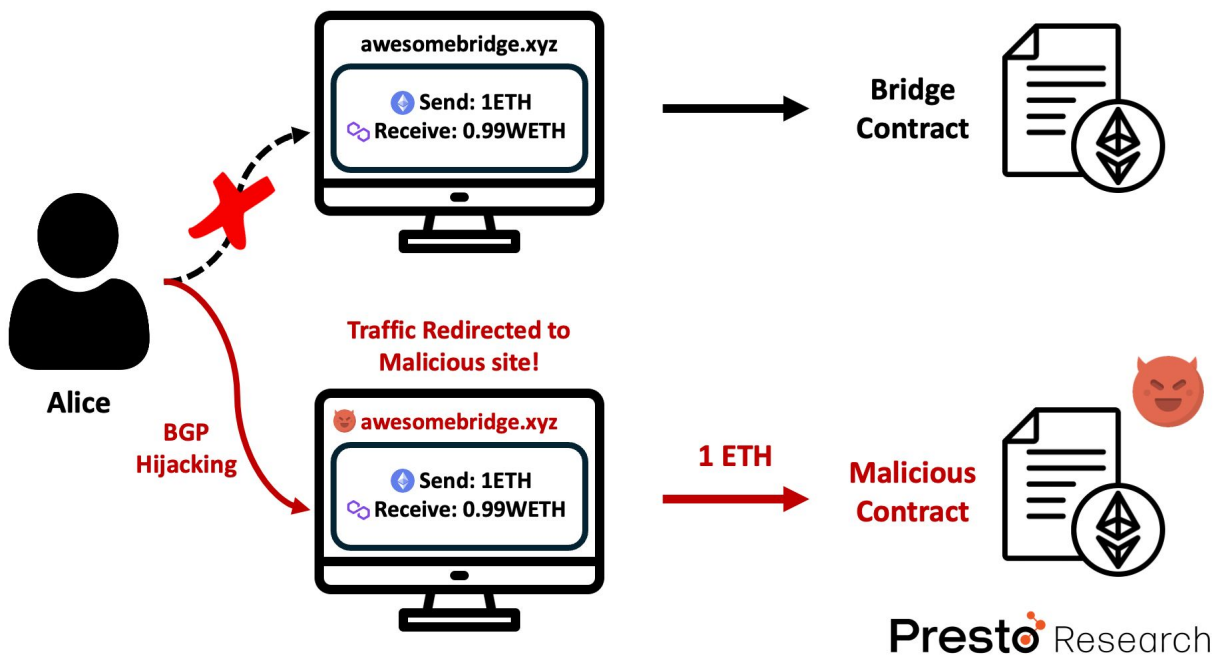 awesomebridge.xyz
Send: 1ETH
Receive: 0.99WETH
Bridge
Contract
Alice
BGP
Hijacking
Traffic Redirected to
Malicious site!
awesomebridge.xyz
Send: 1ETH
Receive: 0.99WETH
1 ETH
Malicious
Contract
Presto Research